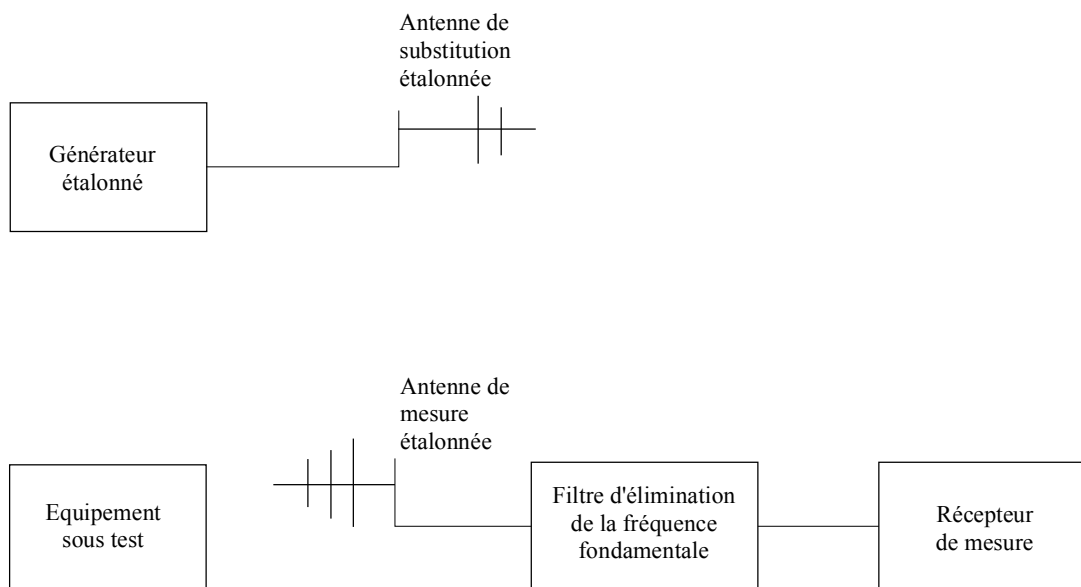 Antenne de
substitution
étalonnée
Générateur
étalonné
Antenne de
mesure
étalonnée
Equipement
sous test
Filtre d'élimination
de la fréquence
fondamentale
Récepteur
de mesure